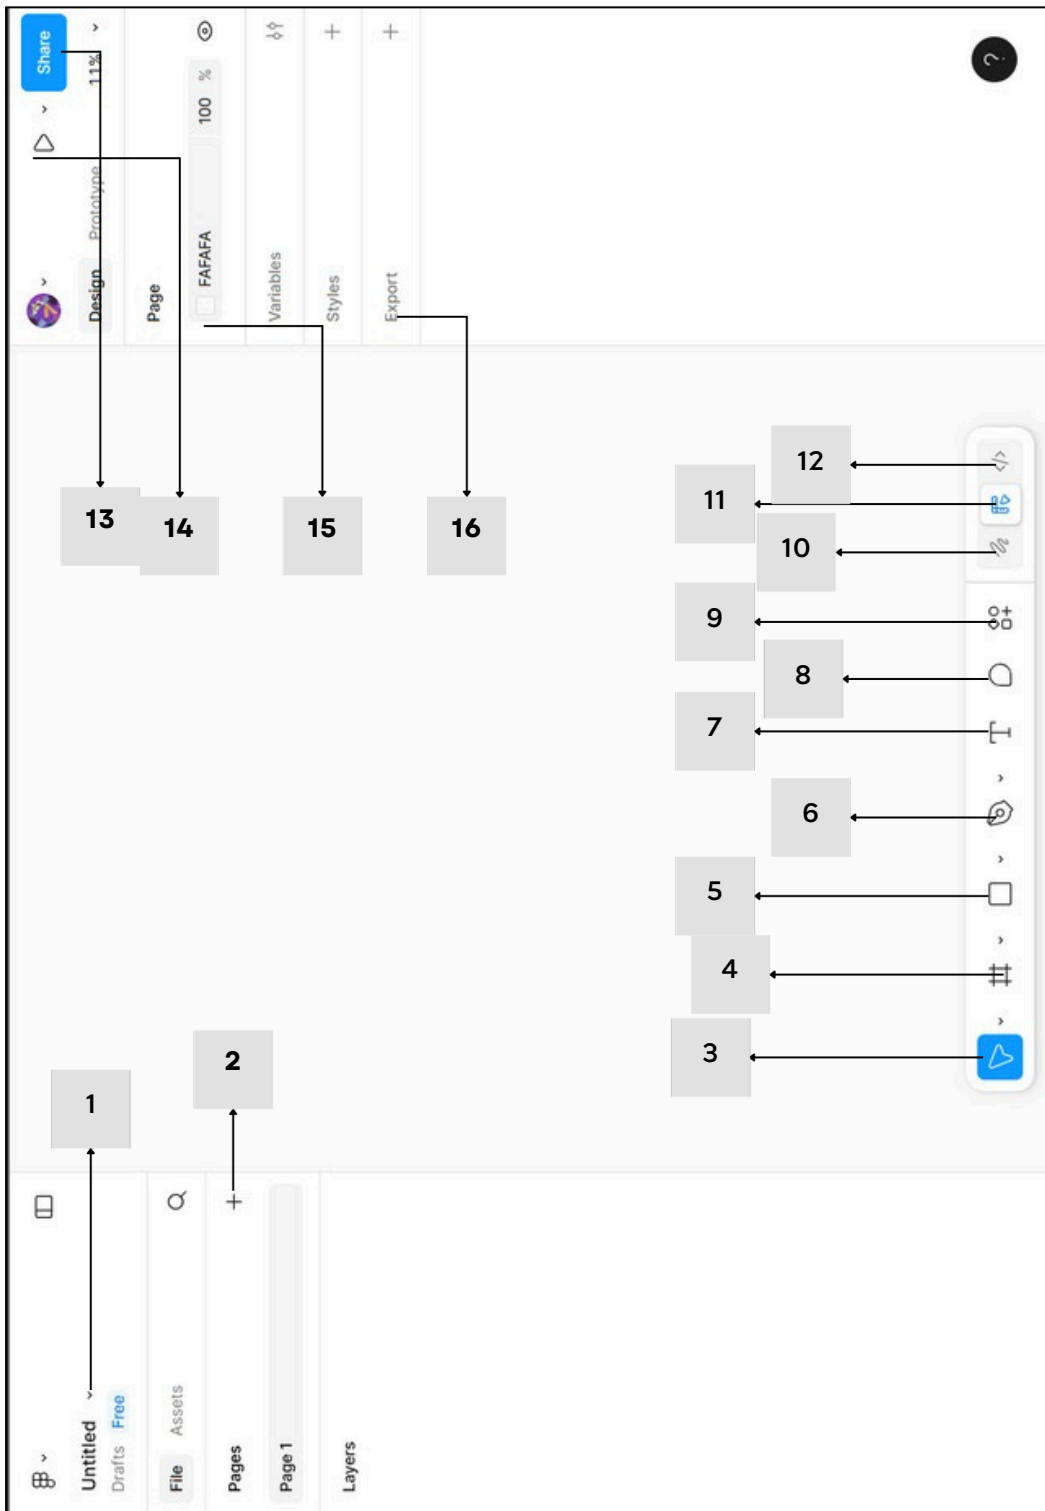 Untitled
Drafts Free
File Assets
Pages
Page 1
Layers
1
2
3
4
5
6
7
8
9
10
11
12
13
14
15
16
Share
Design Prototype 11%
Page
FAFAFA 100 %
Variables
Styles
Export
?